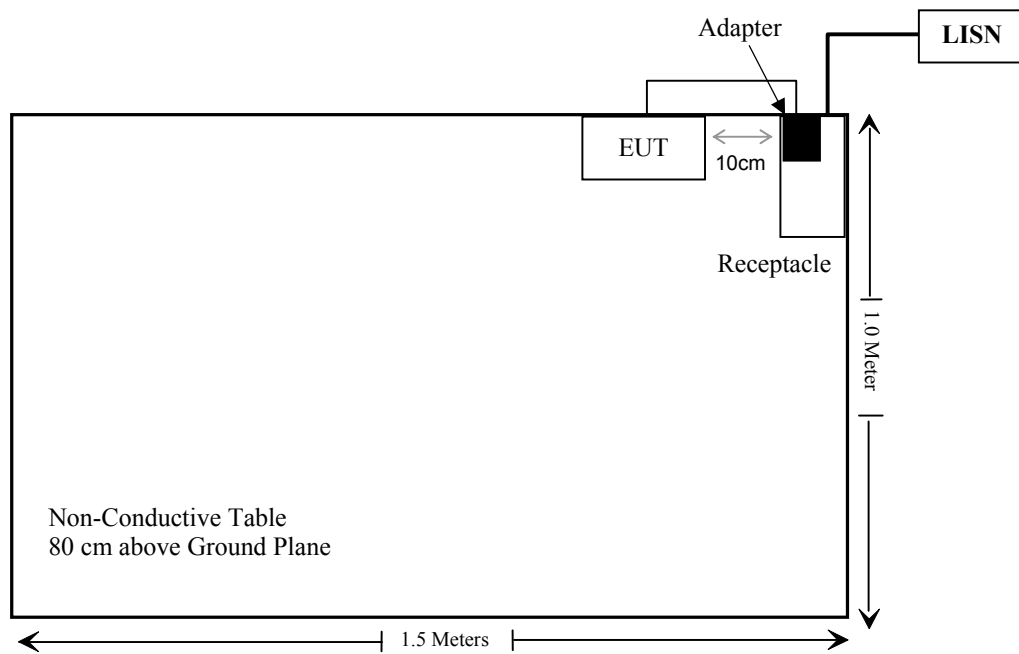 Adapter
LISN
EUT
10cm
Receptacle
1.0 Meter
Non-Conductive Table
80 cm above Ground Plane
1.5 Meters